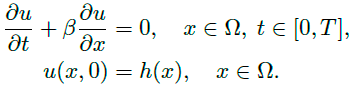 ∂u/∂t + β ∂u/∂x = 0, x ∈ Ω, t ∈ [0, T],
u(x, 0) = h(x), x ∈ Ω.